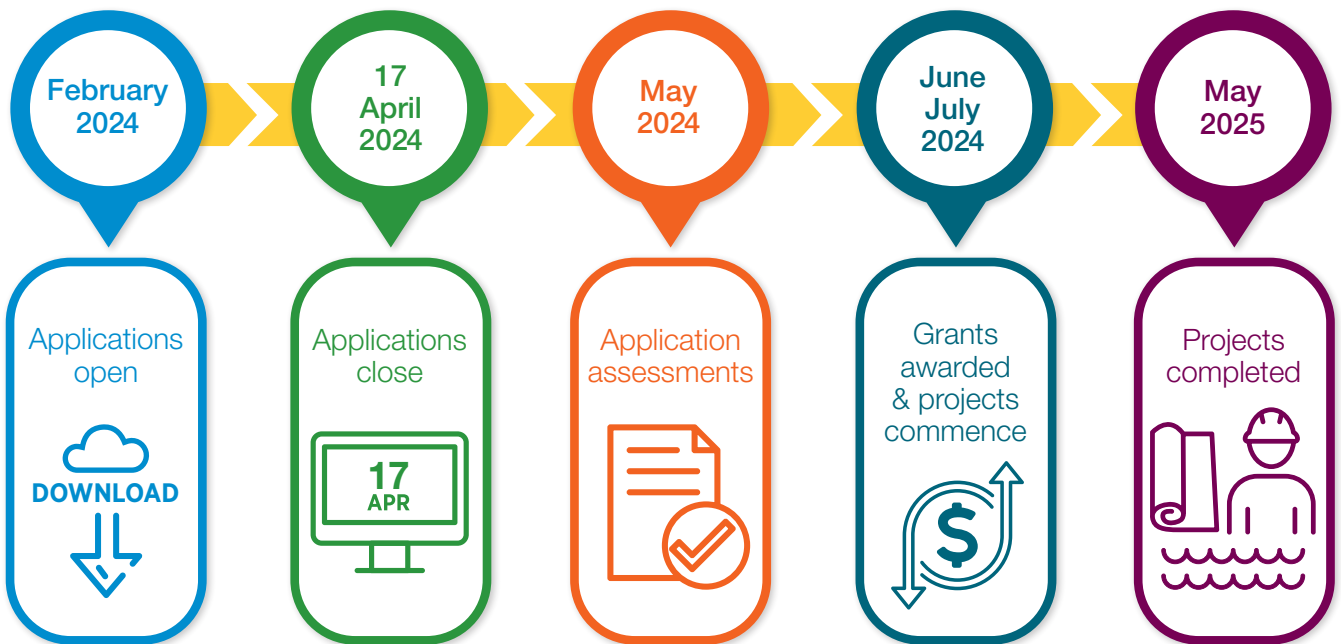 February
2024
17
April
2024
May
2024
June
July
2024
May
2025
Applications
open
DOWNLOAD
Applications
close
17
APR
Application
assessments
Grants
awarded
& projects
commence
$
Projects
completed